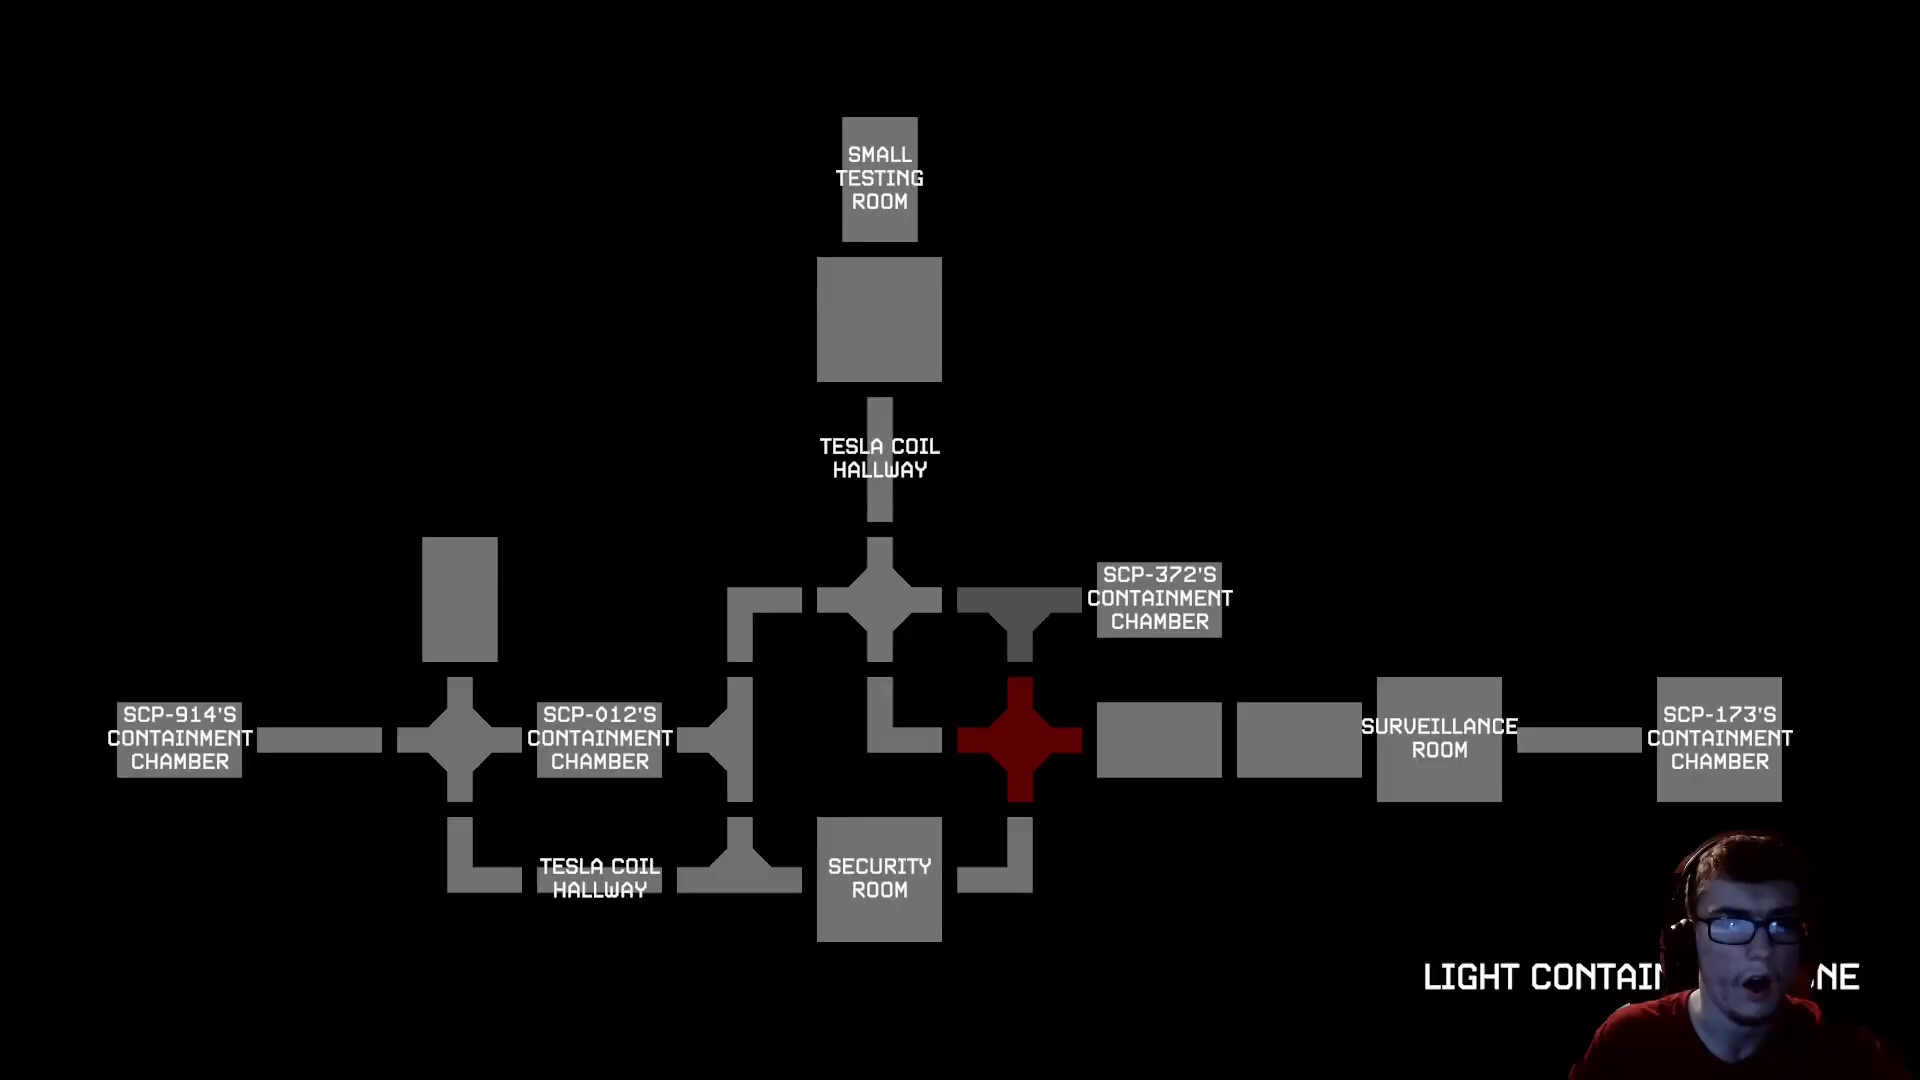 SMALL
TESTING
ROOM
TESLA COIL
HALLWAY
SCP-372'S
CONTAINMENT
CHAMBER
SCP-914'S
CONTAINMENT
CHAMBER
SCP-012'S
CONTAINMENT
CHAMBER
SURVEILLANCE
ROOM
SCP-173'S
CONTAINMENT
CHAMBER
TESLA COIL
HALLWAY
SECURITY
ROOM
LIGHT